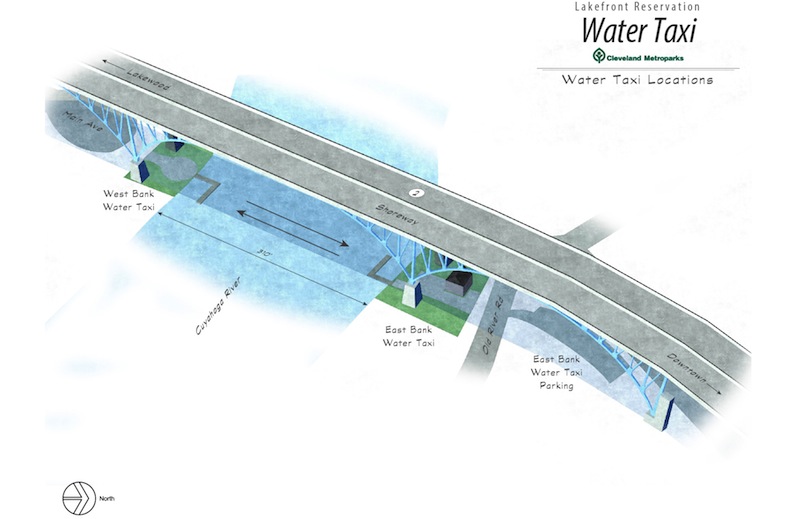 Lakefront Reservation
Water Taxi
Cleveland Metroparks
Water Taxi Locations
Lakewood
Main Ave
West Bank
Water Taxi
2
Shoreway
310'
Cuyahoga River
East Bank
Water Taxi
Old River Rd
East Bank
Water Taxi
Parking
Downtown
North